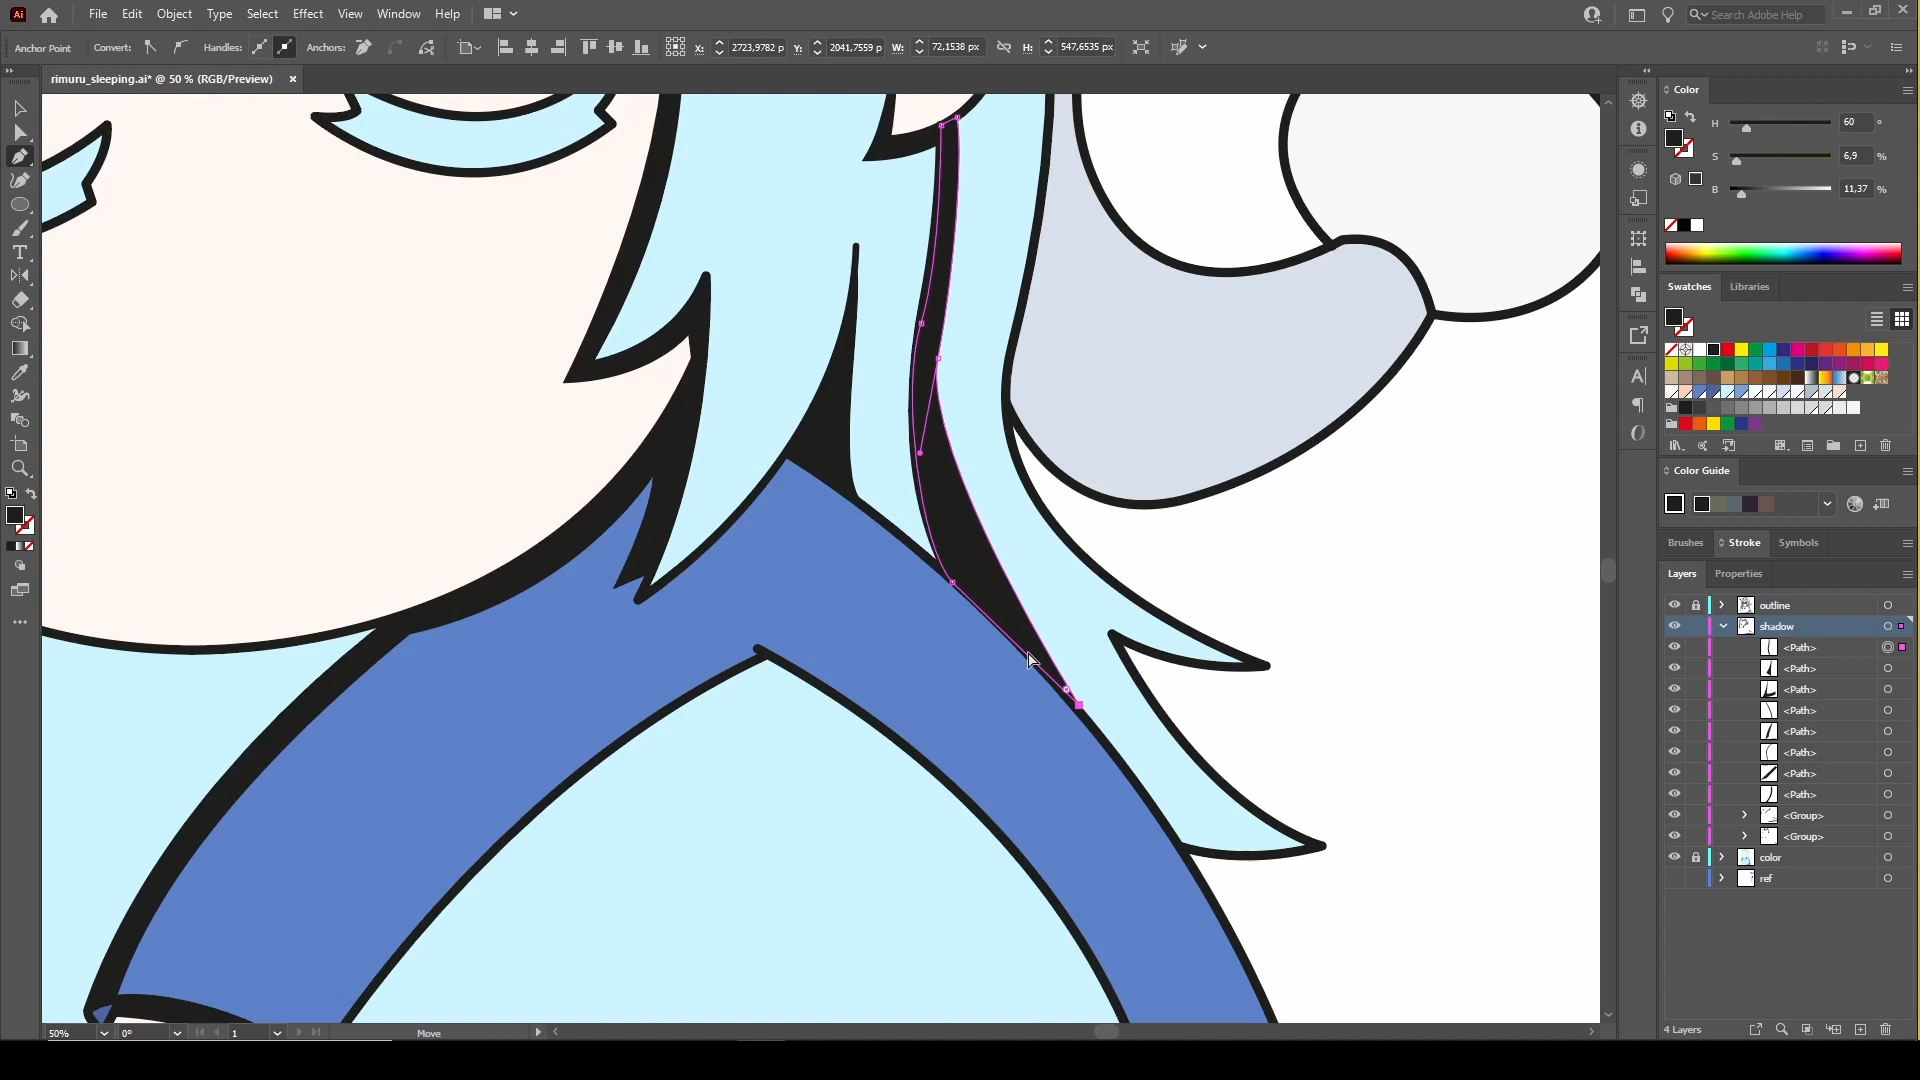 Ai File Edit Object Type Select Effect View Window Help Search Adobe Help
Anchor Point Convert: Handles: Anchors: X: 2723,9782 p Y: 2041,7559 p W: 72,1538 px H: 547,6535 px
rimuru_sleeping.ai* @ 50 % (RGB/Preview) ×
Color
H 60 °
S 6,9 %
B 11,37 %
Swatches Libraries
Color Guide
Brushes Stroke Symbols
Layers Properties
outline
shadow
<Path>
<Path>
<Path>
<Path>
<Path>
<Path>
<Path>
<Path>
<Group>
<Group>
color
ref
50% 0° 1 Move 4 Layers